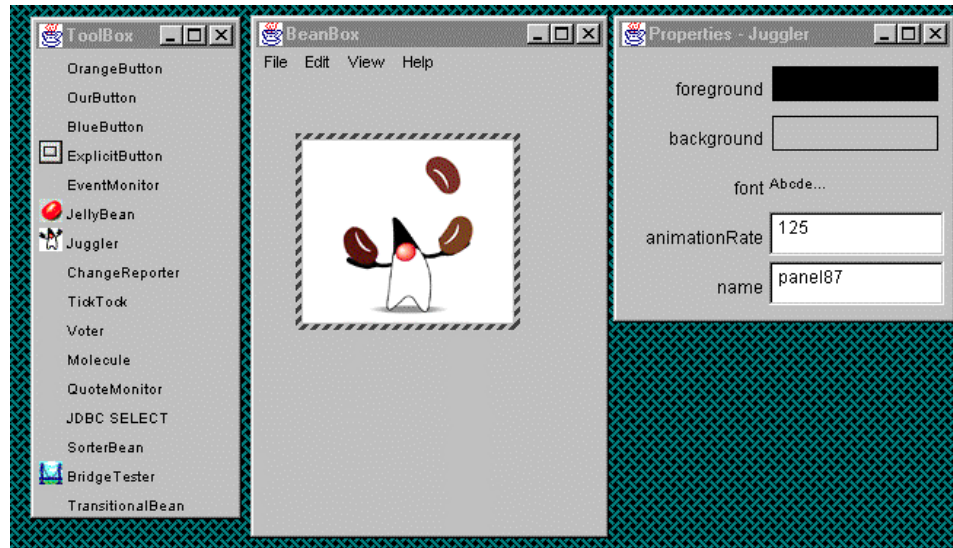 ToolBox
OrangeButton
OurButton
BlueButton
ExplicitButton
EventMonitor
JellyBean
Juggler
ChangeReporter
TickTock
Voter
Molecule
QuoteMonitor
JDBC SELECT
SorterBean
BridgeTester
TransitionalBean
BeanBox
File Edit View Help
Properties - Juggler
foreground
background
font Abcde...
animationRate 125
name panel87